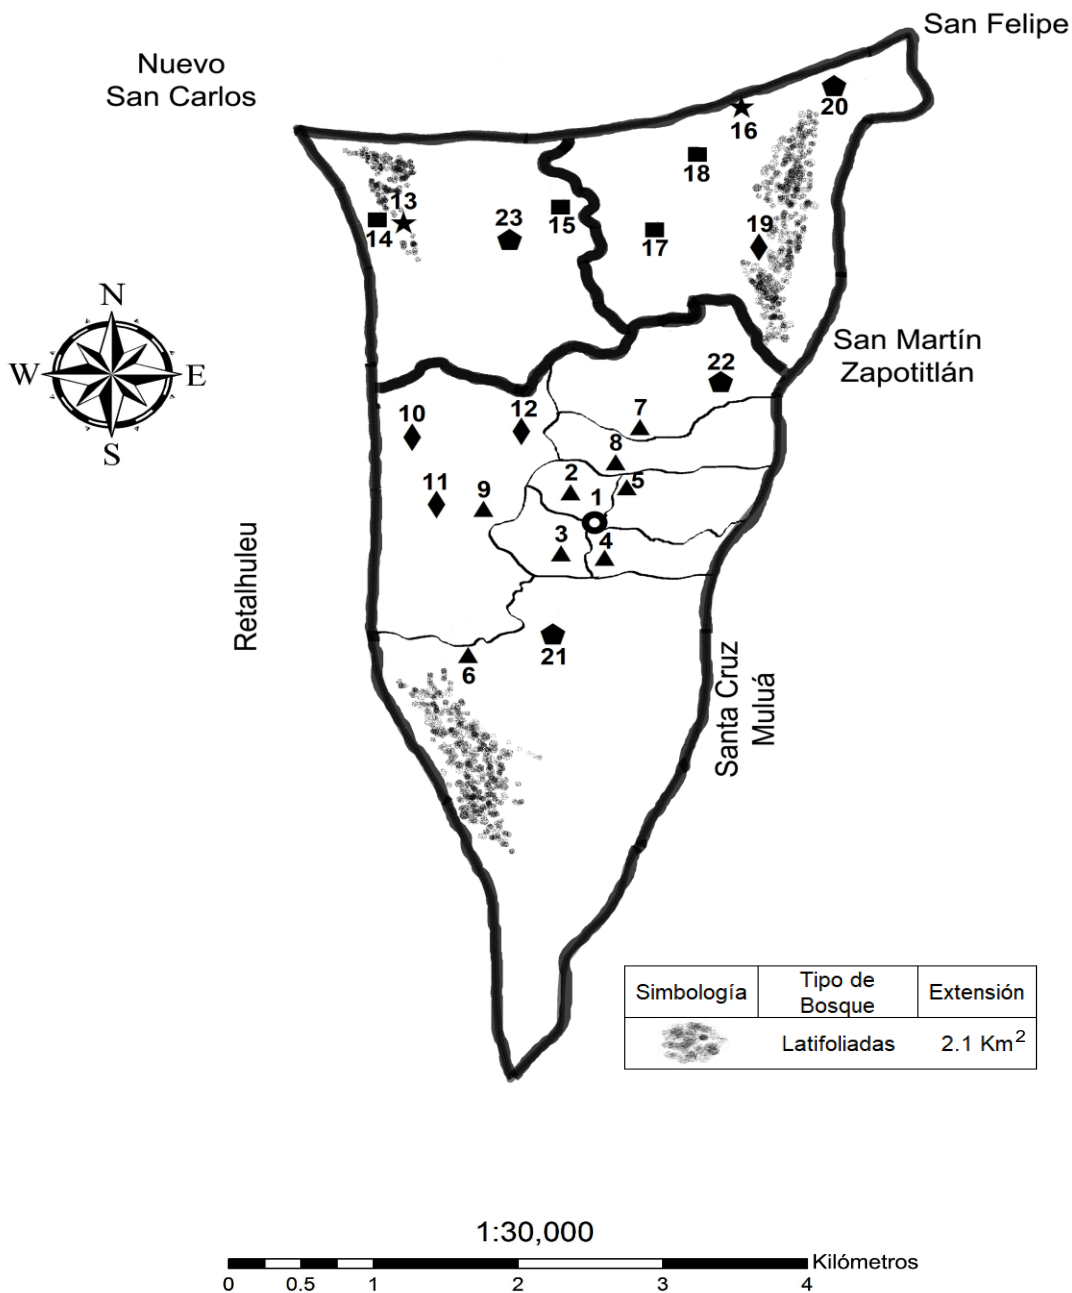 San Felipe
Nuevo
San Carlos
20
16
18
13
14
23
15
19
17
N
W
E
S
San Martín
Zapotitlán
22
10
12
7
8
2
5
11
9
1
3
4
Retalhuleu
21
6
Santa Cruz
Muluá
Simbología
Tipo de
Bosque
Extensión
Latifoliadas
2.1 Km²
1:30,000
Kilómetros
0 0.5 1 2 3 4